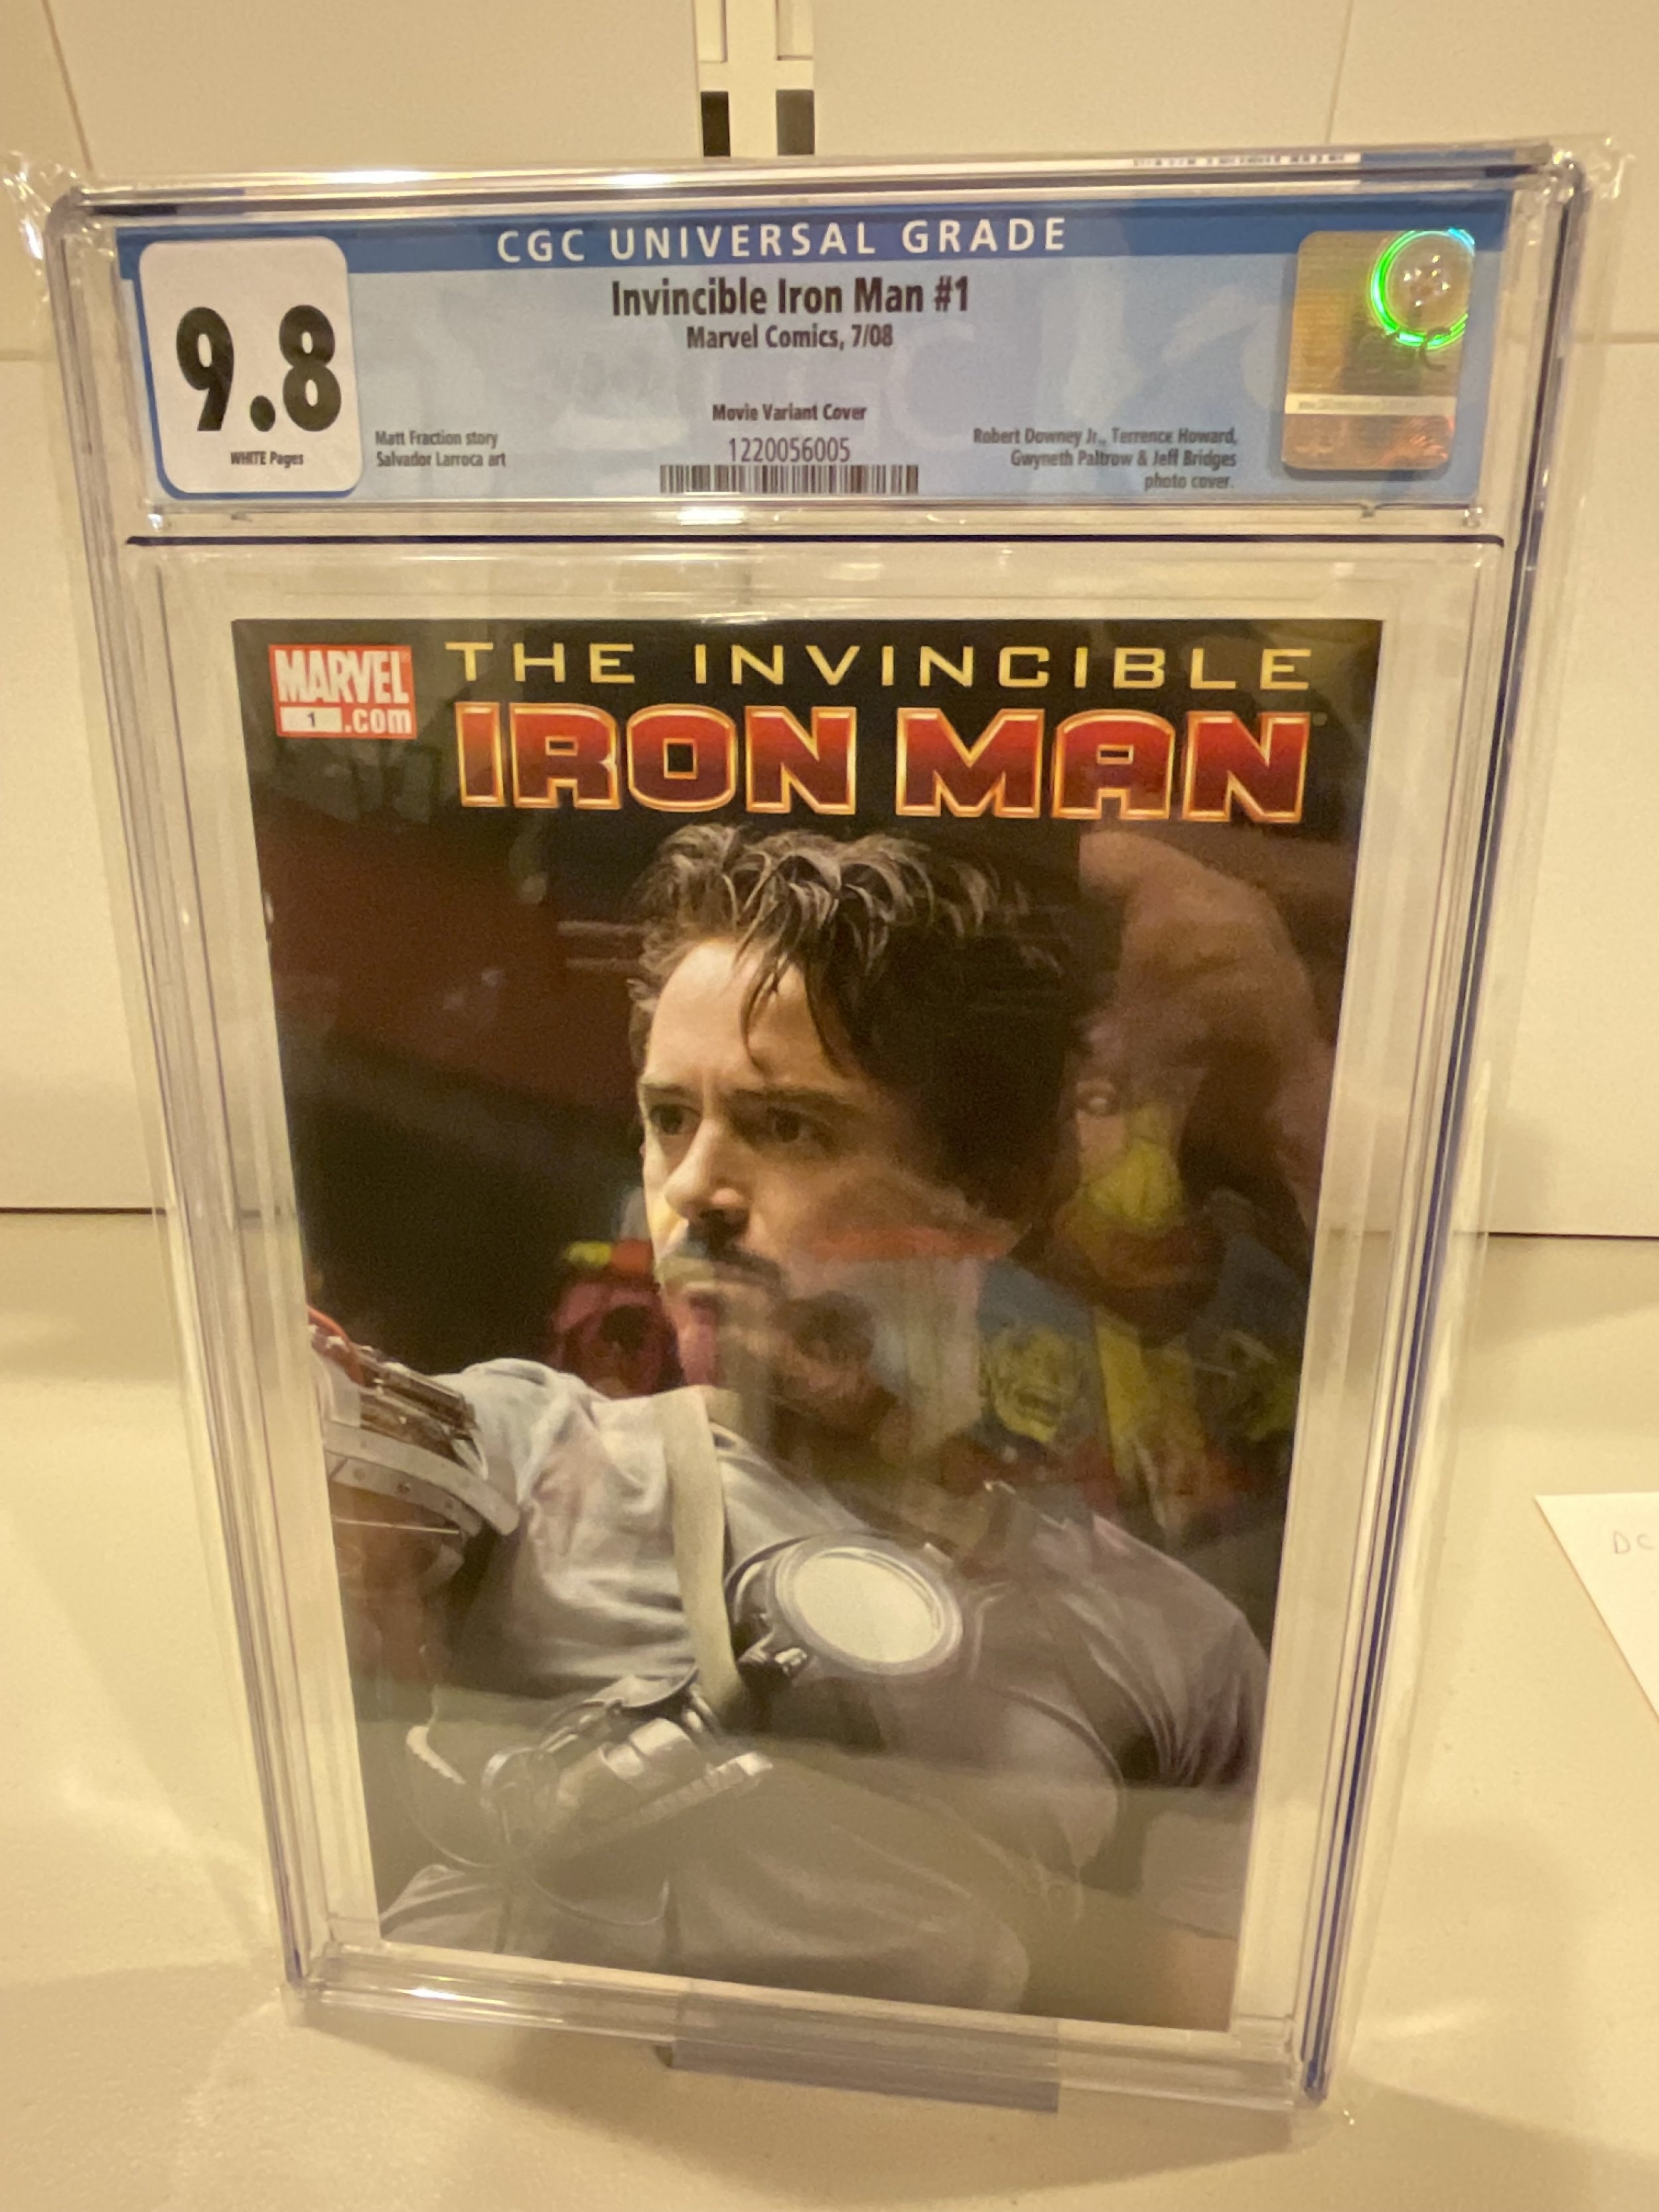 CGC UNIVERSAL GRADE
9.8
WHITE Pages
Invincible Iron Man #1
Marvel Comics, 7/08
Movie Variant Cover
1220056005
Matt Fraction story
Salvador Larroca art
Robert Downey Jr., Terrence Howard,
Gwyneth Paltrow & Jeff Bridges
photo cover.
MARVEL
1 .com
THE INVINCIBLE
IRON MAN
DC